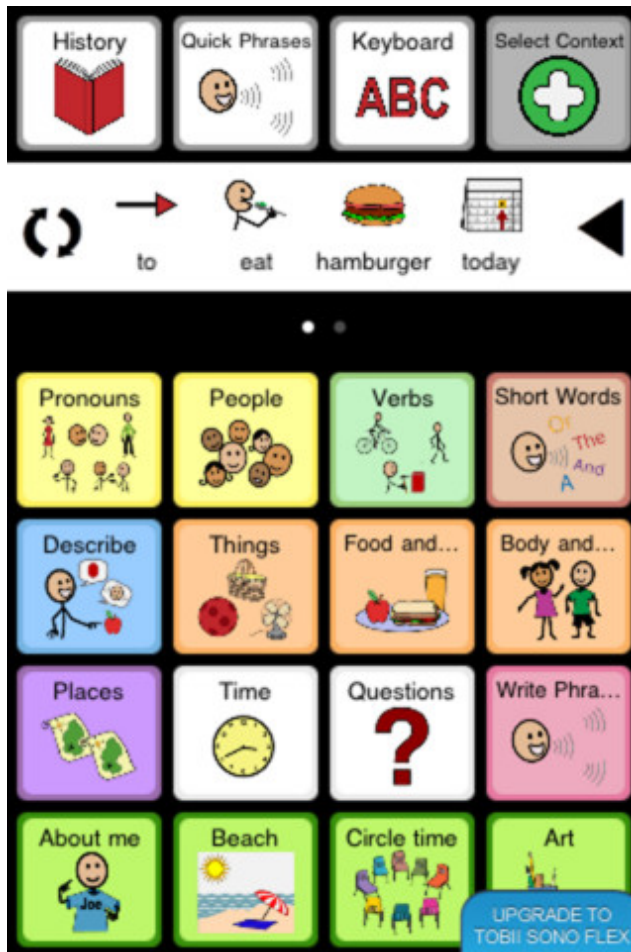 History
Quick Phrases
Keyboard
Select Context
ABC
to eat hamburger today
Pronouns
People
Verbs
Short Words
Of
The
And
A
Describe
Things
Food and...
Body and...
Places
Time
Questions
Write Phra...
?
About me
Beach
Circle time
Art
Joe
UPGRADE TO
TOBII SONO FLEX